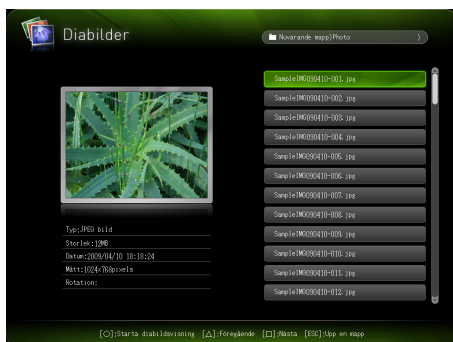 Diabilder
Nuvarande mapp)Photo
SampleIMG090410-001. jpg
SampleIMG090410-002. jpg
SampleIMG090410-003. jpg
SampleIMG090410-004. jpg
SampleIMG090410-005. jpg
SampleIMG090410-006. jpg
SampleIMG090410-007. jpg
SampleIMG090410-008. jpg
SampleIMG090410-009. jpg
SampleIMG090410-010. jpg
SampleIMG090410-011. jpg
SampleIMG090410-012. jpg
Typ:JPEG bild
Storlek:12MB
Datum:2009/04/10 18:18:24
Mått:1024x768pixels
Rotation:
[○];Starta diabildsvisning [△];Föregående [□];Nästa [ESC];Upp en mapp